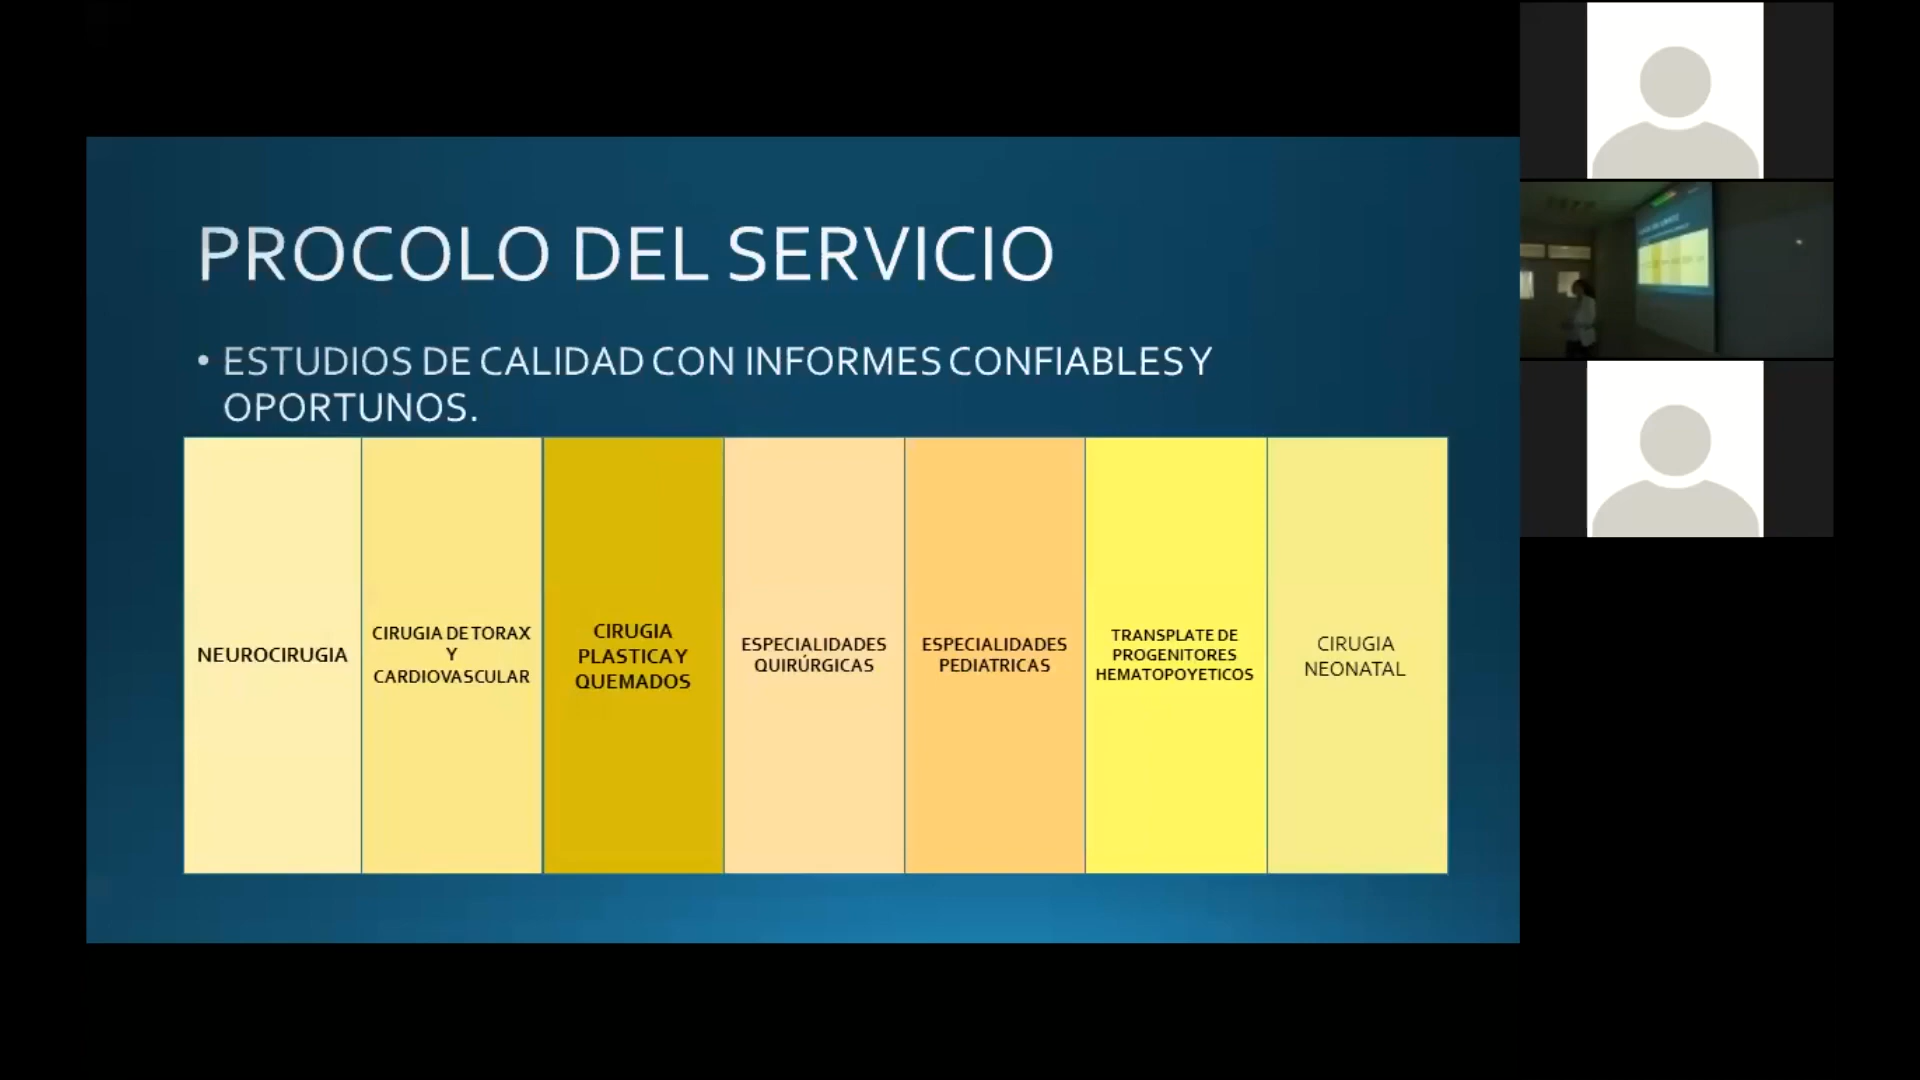 PROCOLO DEL SERVICIO
• ESTUDIOS DE CALIDAD CON INFORMES CONFIABLES Y
OPORTUNOS.
NEUROCIRUGIA
CIRUGIA DE TORAX
Y
CARDIOVASCULAR
CIRUGIA
PLASTICA Y
QUEMADOS
ESPECIALIDADES
QUIRÚRGICAS
ESPECIALIDADES
PEDIATRICAS
TRANSPLATE DE
PROGENITORES
HEMATOPOYETICOS
CIRUGIA
NEONATAL